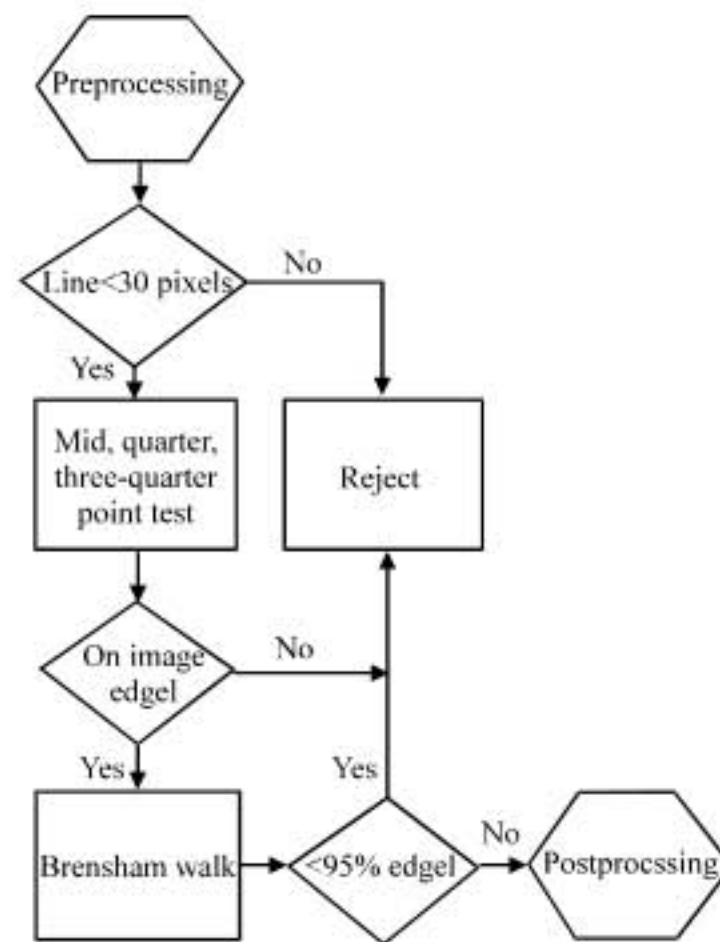 Preprocessing
Line<30 pixels
No
Yes
Mid, quarter,
three-quarter
point test
Reject
On image
edgel
No
Yes
Yes
Brensham walk
<95% edgel
No
Postprocssing